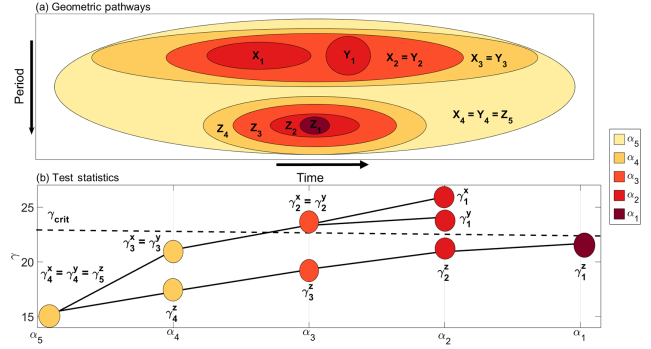 (a) Geometric pathways
Period
X₁
Y₁
X₂ = Y₂
X₃ = Y₃
X₄ = Y₄ = Z₅
Z₄
Z₃
Z₂
Z₁
Time
α₅
α₄
α₃
α₂
α₁
(b) Test statistics
γ
25
20
15
γcrit
γ₄ˣ = γ₄ʸ = γ₅ᶻ
γ₃ˣ = γ₃ʸ
γ₂ˣ = γ₂ʸ
γ₁ˣ
γ₁ʸ
γ₄ᶻ
γ₃ᶻ
γ₂ᶻ
γ₁ᶻ
α₅
α₄
α₃
α₂
α₁